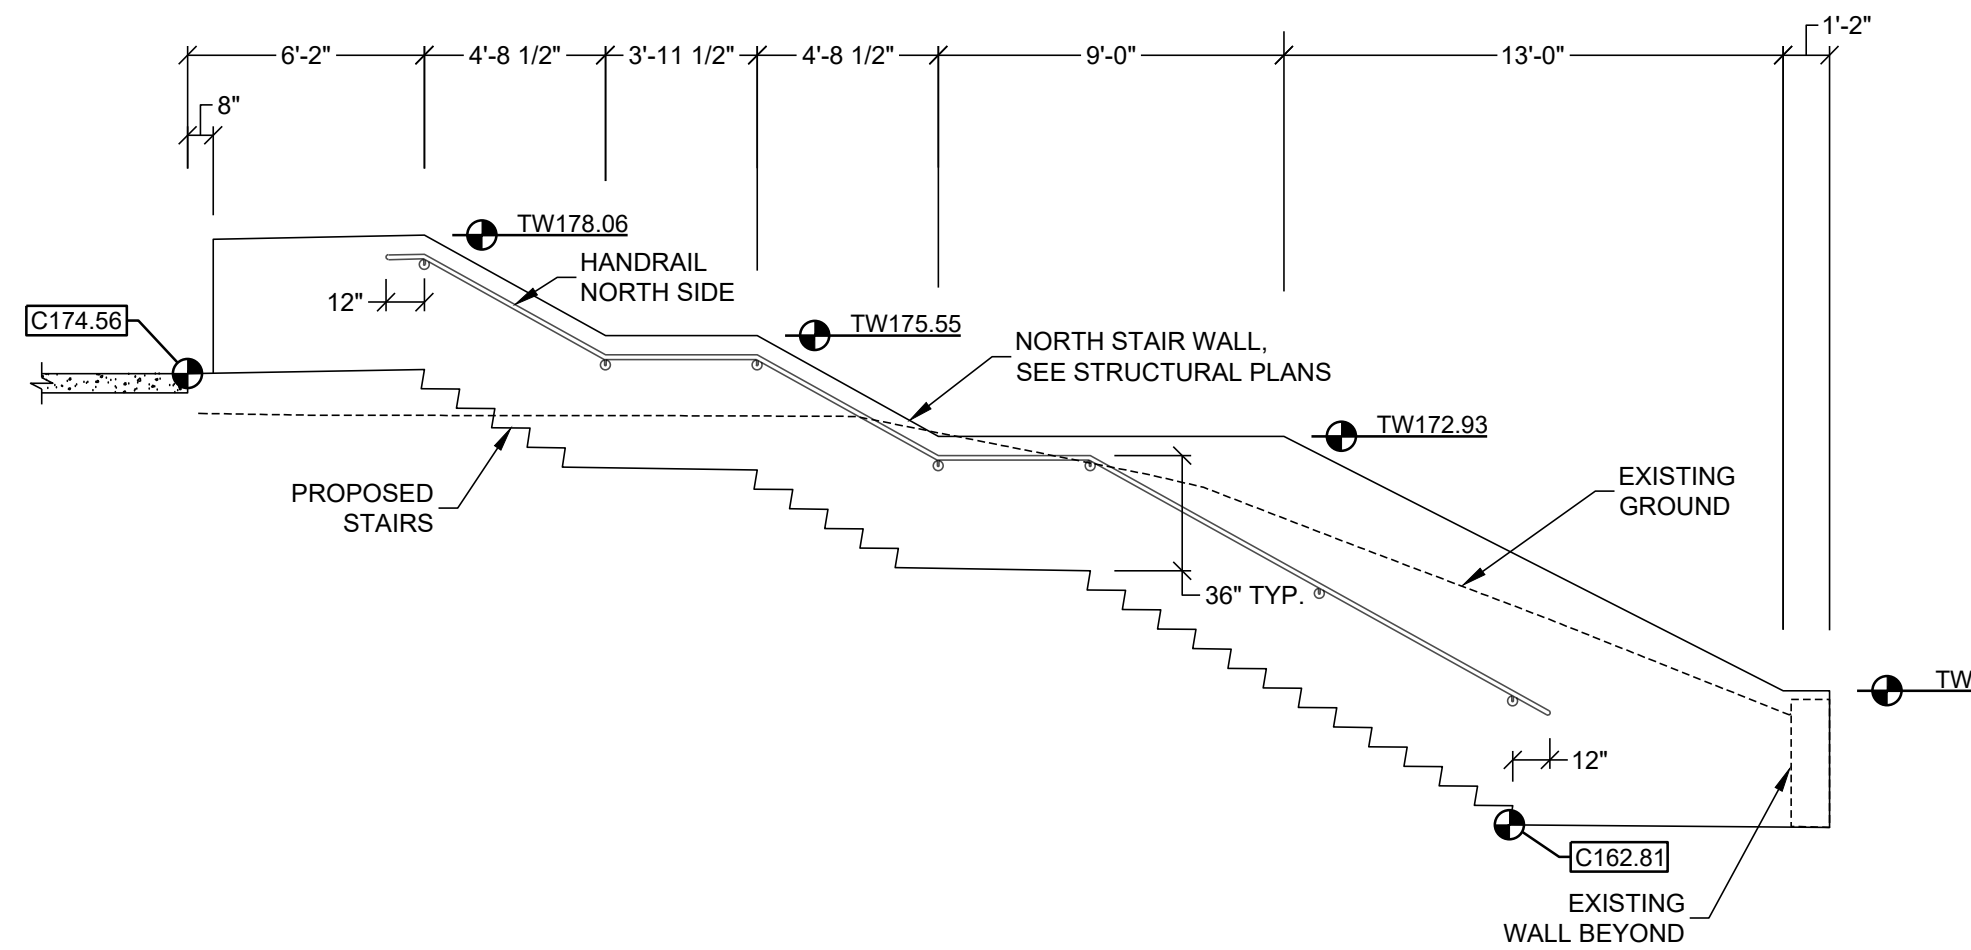 1'-2"
6'-2"
4'-8 1/2"
3'-11 1/2"
4'-8 1/2"
9'-0"
13'-0"
8"
TW178.06
HANDRAIL
NORTH SIDE
12"
C174.56
TW175.55
NORTH STAIR WALL,
SEE STRUCTURAL PLANS
TW172.93
EXISTING
GROUND
PROPOSED
STAIRS
36" TYP.
TW
12"
C162.81
EXISTING
WALL BEYOND